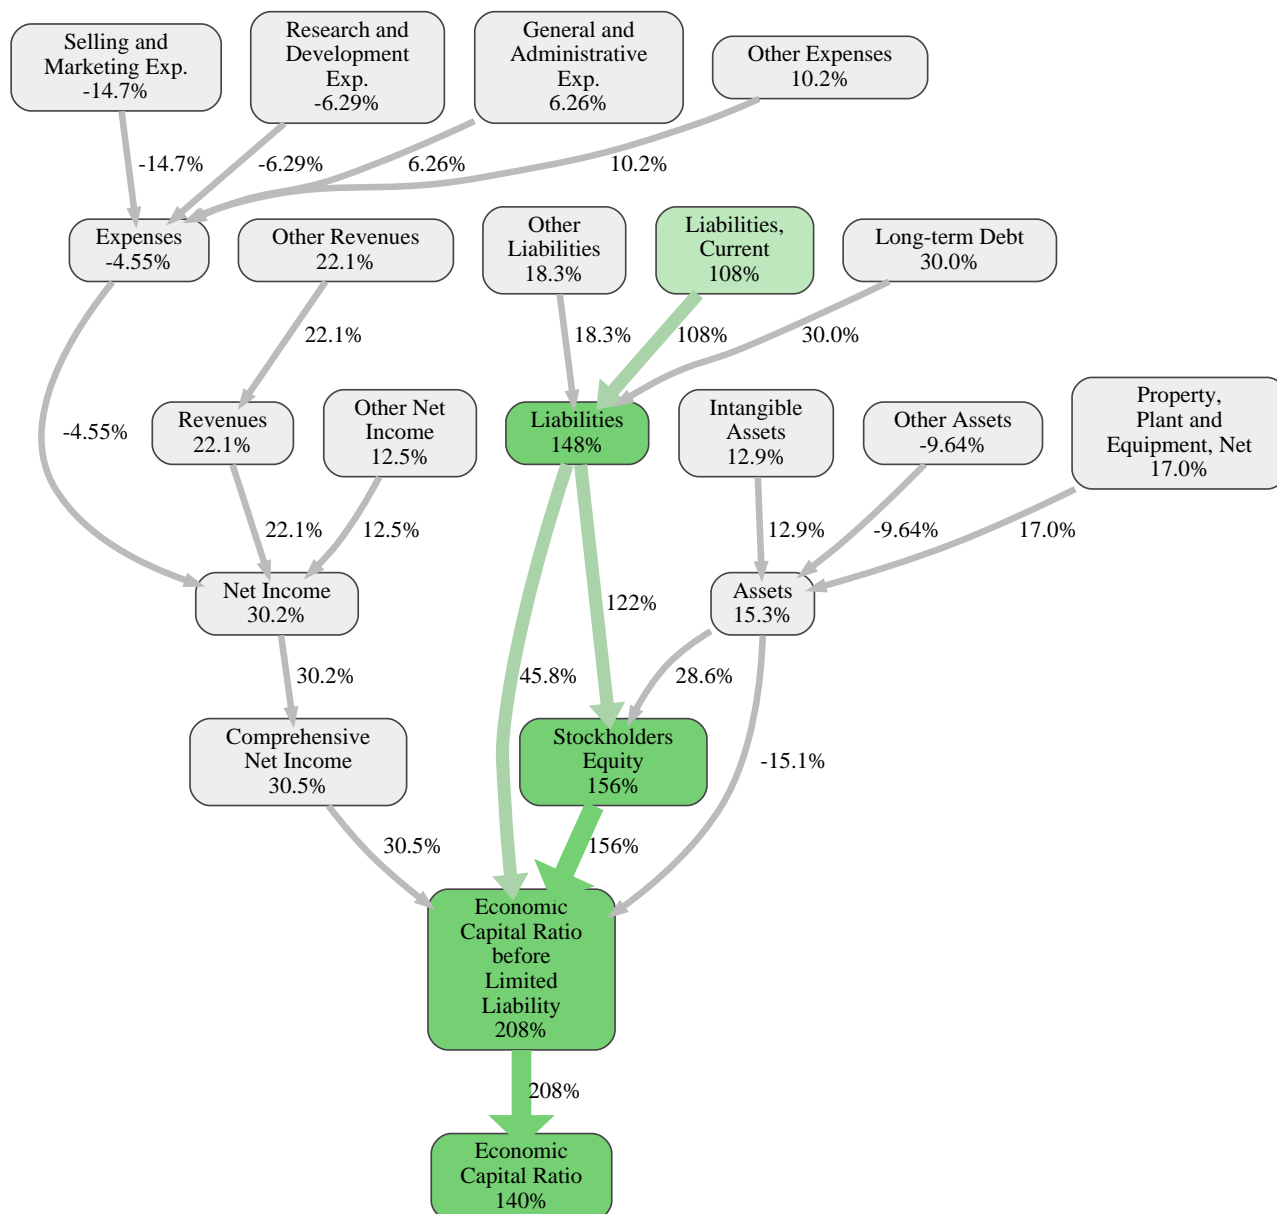 Selling and
Marketing Exp.
-14.7%
Research and
Development
Exp.
-6.29%
General and
Administrative
Exp.
6.26%
Other Expenses
10.2%
-14.7%
-6.29%
6.26%
10.2%
Expenses
-4.55%
Other Revenues
22.1%
Other
Liabilities
18.3%
Liabilities,
Current
108%
Long-term Debt
30.0%
22.1%
18.3%
108%
30.0%
-4.55%
Revenues
22.1%
Other Net
Income
12.5%
Liabilities
148%
Intangible
Assets
12.9%
Other Assets
-9.64%
Property,
Plant and
Equipment, Net
17.0%
22.1%
12.5%
12.9%
-9.64%
17.0%
Net Income
30.2%
122%
Assets
15.3%
30.2%
45.8%
28.6%
Comprehensive
Net Income
30.5%
Stockholders
Equity
156%
-15.1%
30.5%
156%
Economic
Capital Ratio
before
Limited
Liability
208%
208%
Economic
Capital Ratio
140%